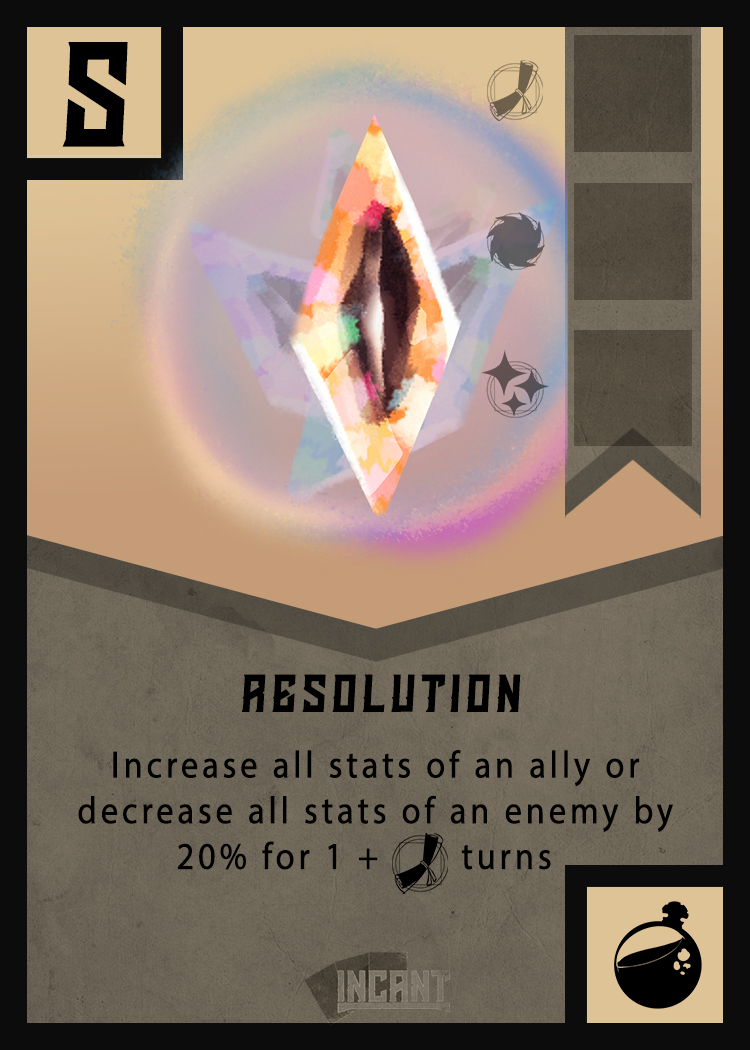 S
RESOLUTION
Increase all stats of an ally or
decrease all stats of an enemy by
20% for 1 + turns
INCANT